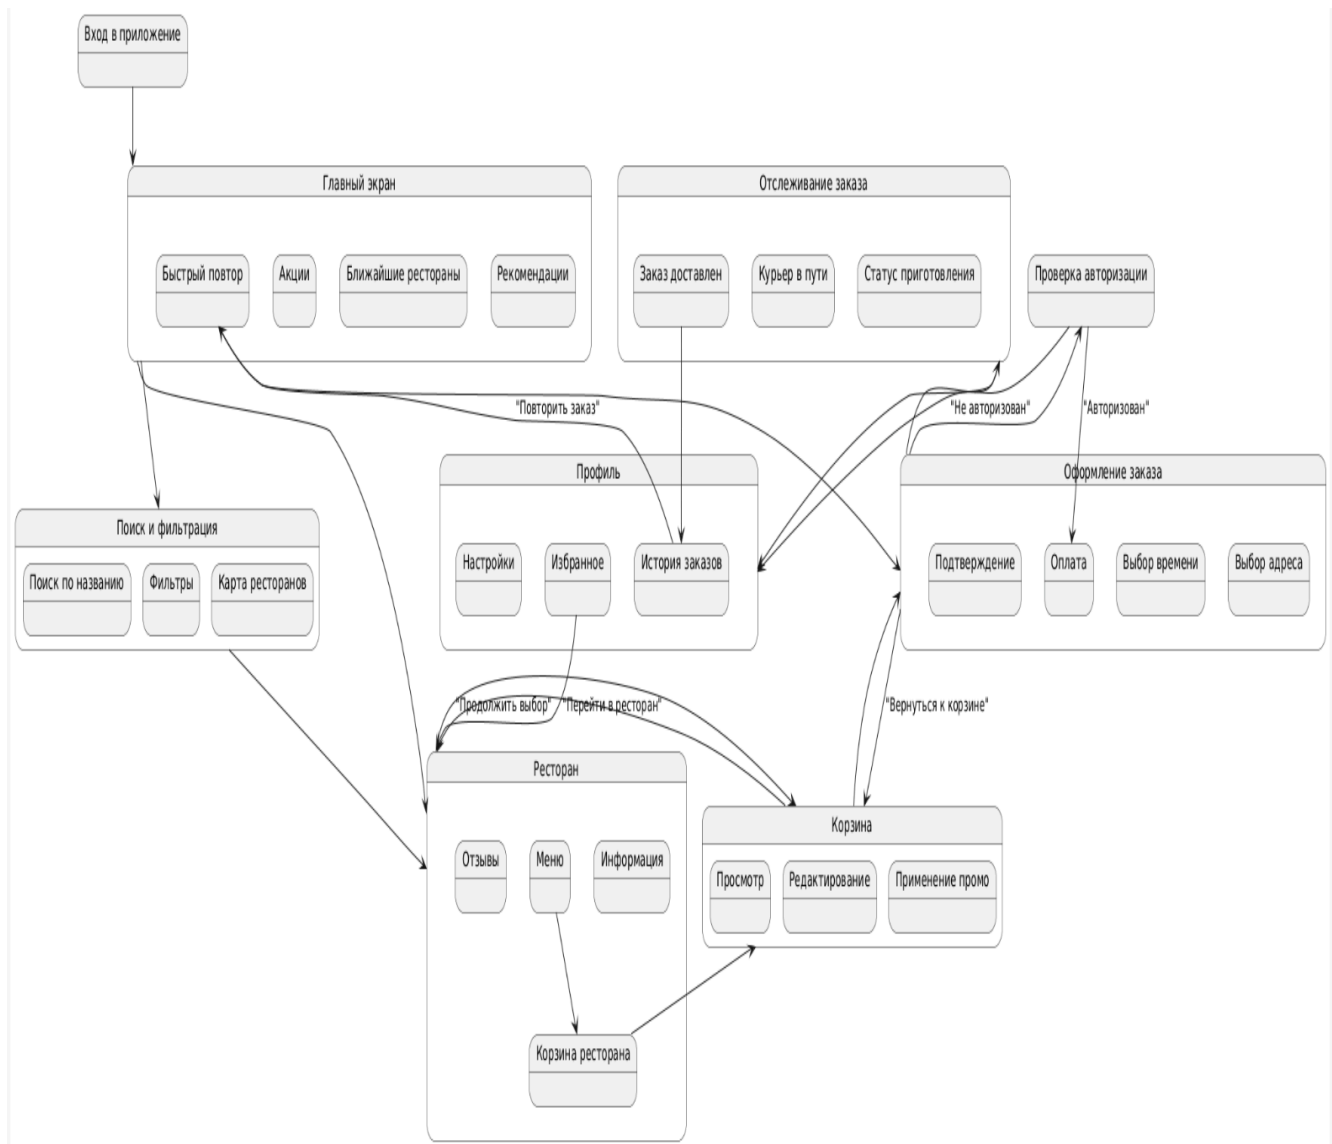 Вход в приложение
Главный экран
Отслеживание заказа
Быстрый повтор
Акции
Ближайшие рестораны
Рекомендации
Заказ доставлен
Курьер в пути
Статус приготовления
Проверка авторизации
"Повторить заказ"
"Не авторизован"
"Авторизован"
Профиль
Оформление заказа
Поиск и фильтрация
Настройки
Избранное
История заказов
Подтверждение
Оплата
Выбор времени
Выбор адреса
Поиск по названию
Фильтры
Карта ресторанов
"Продолжить выбор"
"Перейти в ресторан"
"Вернуться к корзине"
Ресторан
Корзина
Отзывы
Меню
Информация
Просмотр
Редактирование
Применение промо
Корзина ресторана